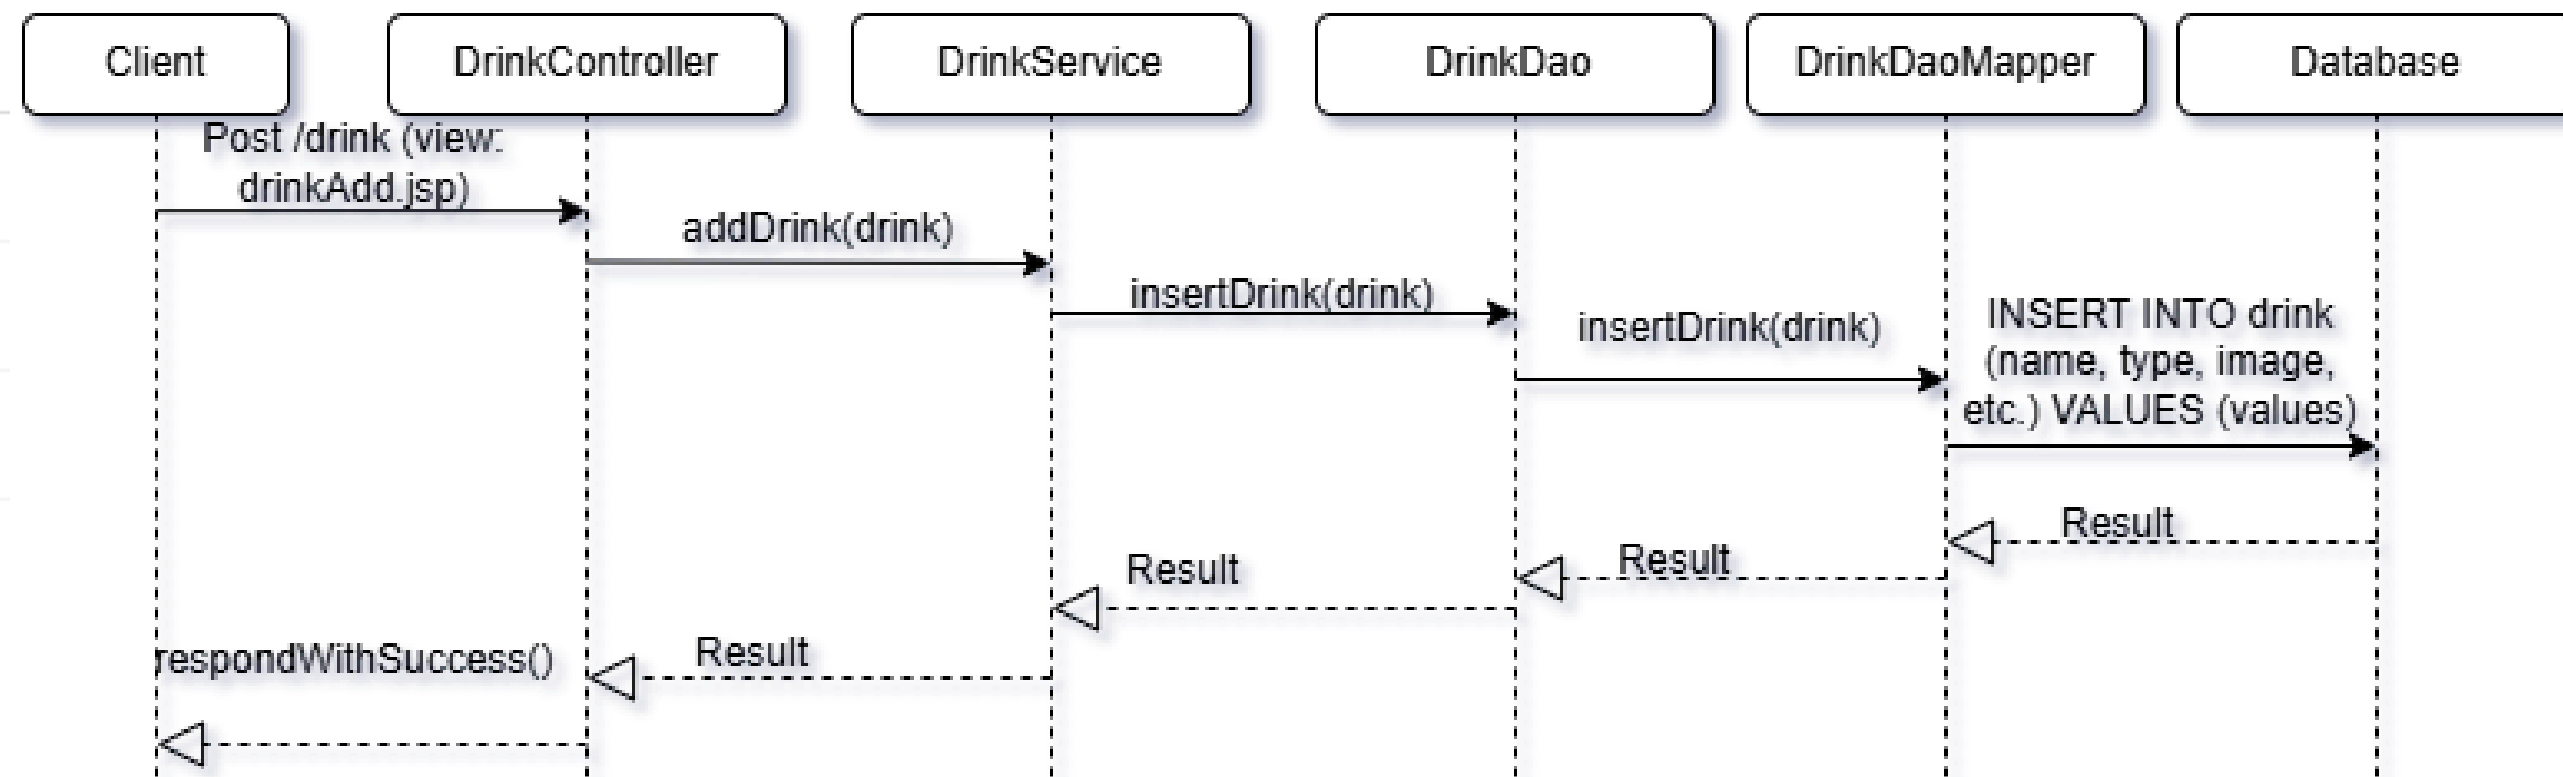 Client
DrinkController
DrinkService
DrinkDao
DrinkDaoMapper
Database
Post /drink (view:
drinkAdd.jsp)
addDrink(drink)
insertDrink(drink)
insertDrink(drink)
INSERT INTO drink
(name, type, image,
etc.) VALUES (values)
Result
Result
Result
Result
respondWithSuccess()